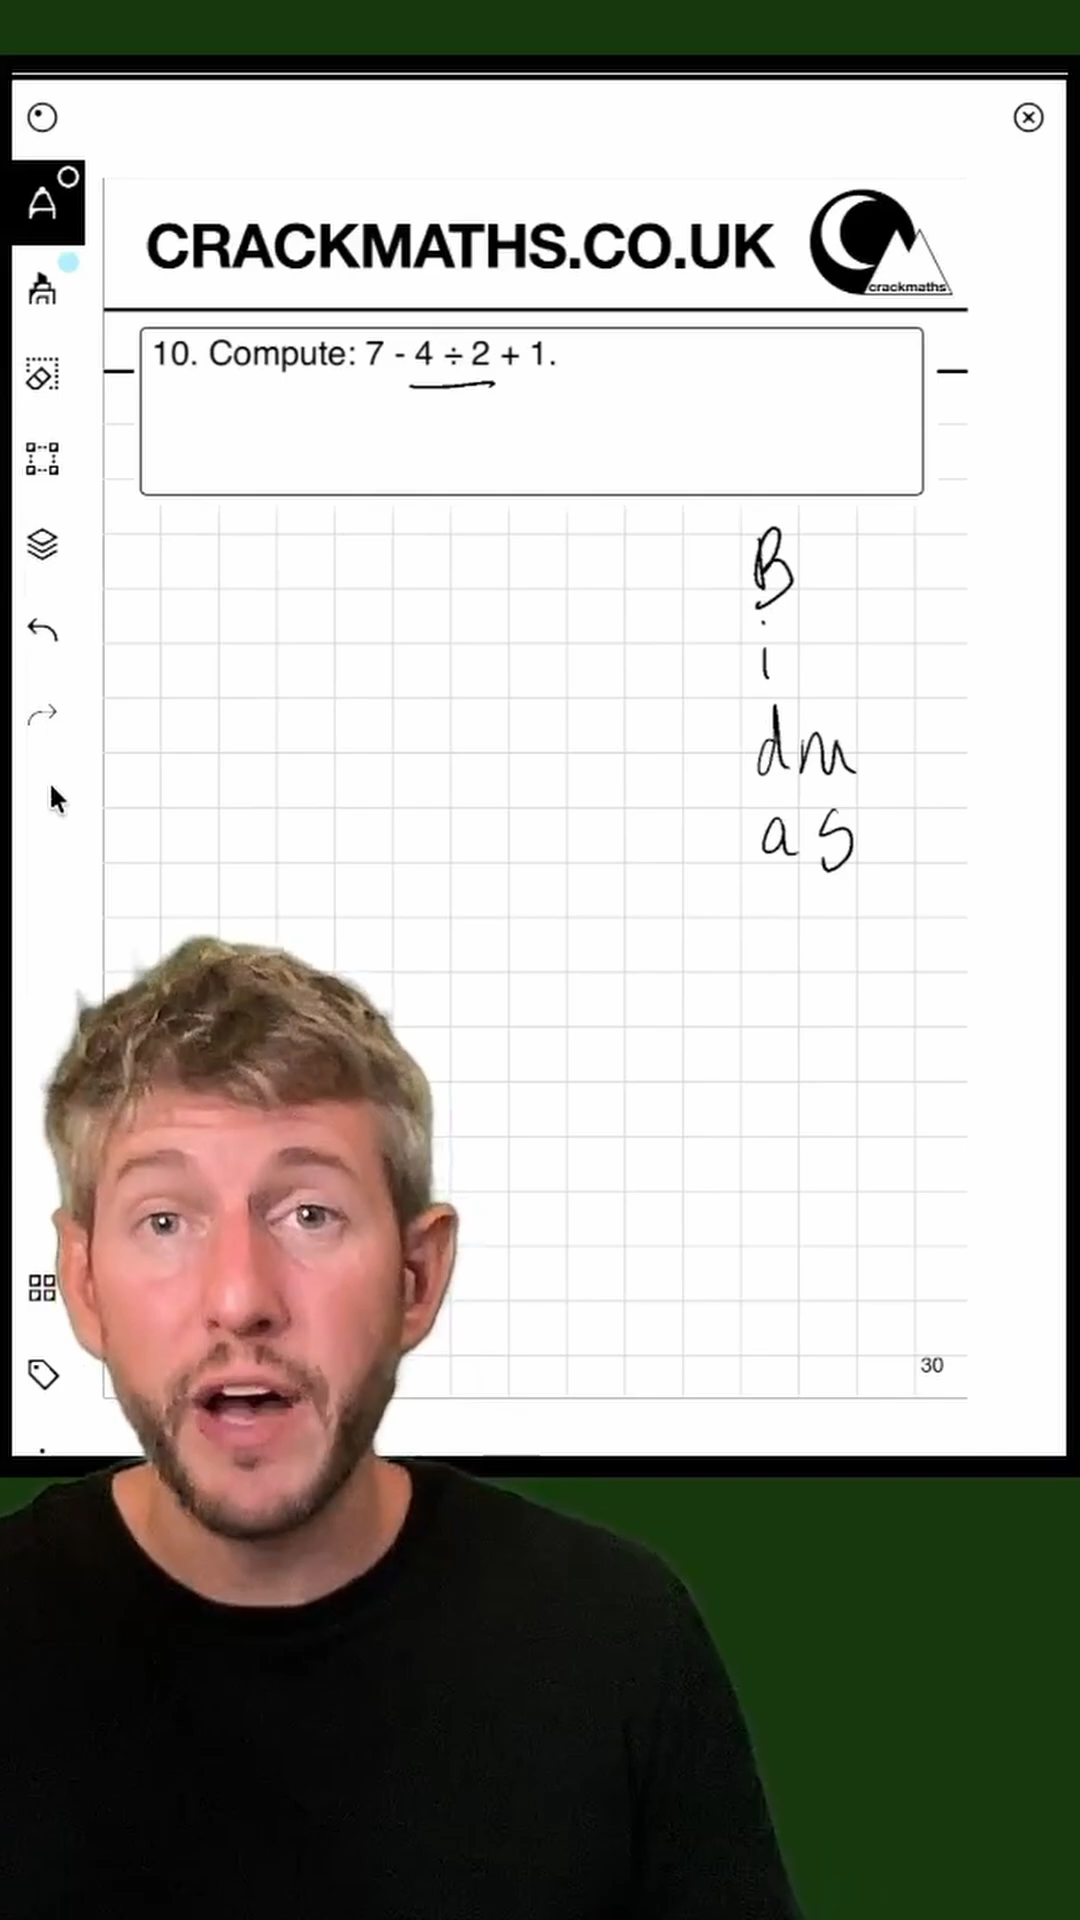 CRACKMATHS.CO.UK
crackmaths
10. Compute: 7 - 4 ÷ 2 + 1.
B
i
dm
as
30